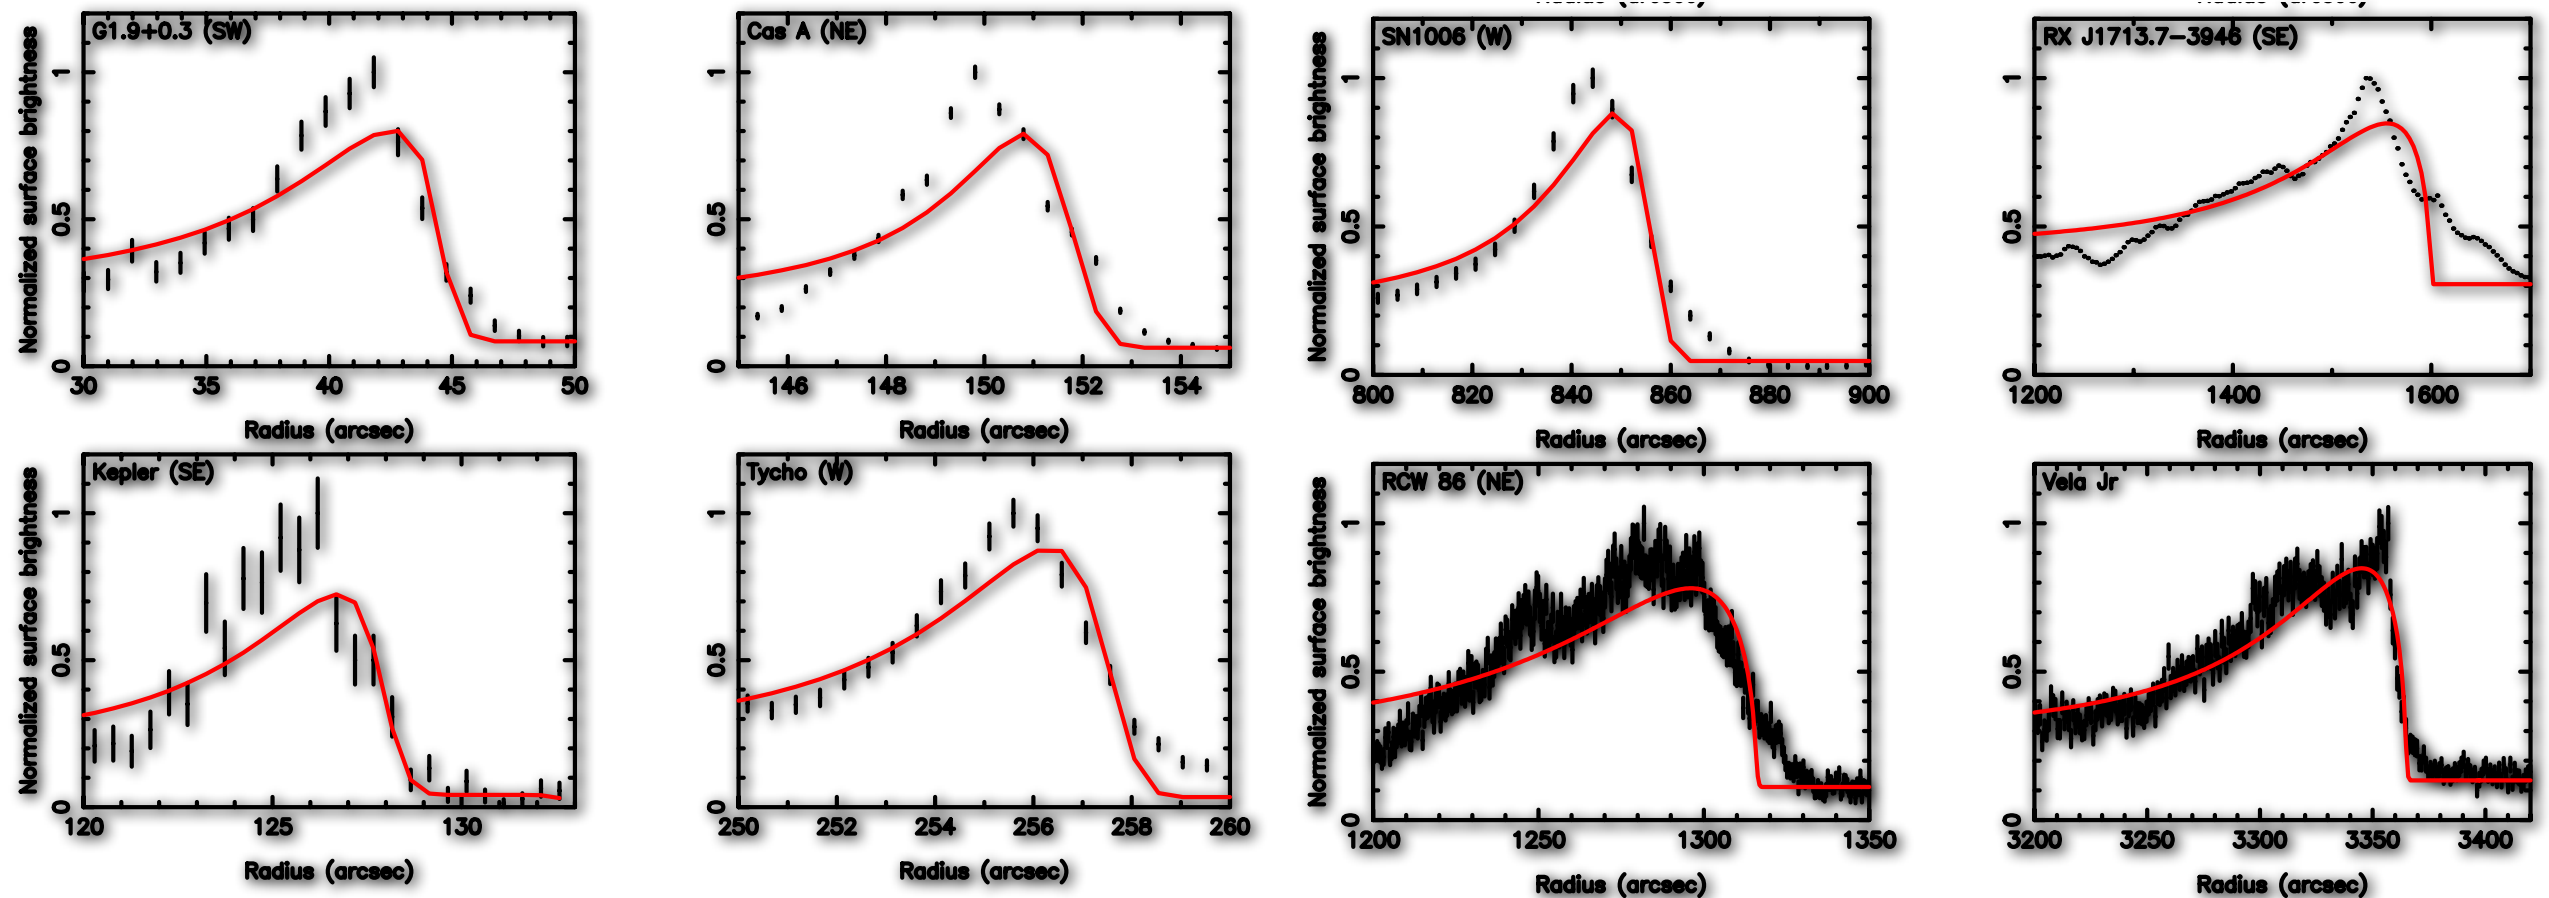 Radius (arcsec)
Radius (arcsec)
G1.9+0.3 (SW)
Normalized surface brightness
0
0.5
1
30 35 40 45 50
Radius (arcsec)
Cas A (NE)
0
0.5
1
146 148 150 152 154
Radius (arcsec)
SN1006 (W)
Normalized surface brightness
0
0.5
1
800 820 840 860 880 900
Radius (arcsec)
RX J1713.7-3946 (SE)
0
0.5
1
1200 1400 1600
Radius (arcsec)
Kepler (SE)
Normalized surface brightness
0
0.5
1
120 125 130
Radius (arcsec)
Tycho (W)
0
0.5
1
250 252 254 256 258 260
Radius (arcsec)
RCW 86 (NE)
Normalized surface brightness
0
0.5
1
1200 1250 1300 1350
Radius (arcsec)
Vela Jr
0
0.5
1
3200 3250 3300 3350 3400
Radius (arcsec)